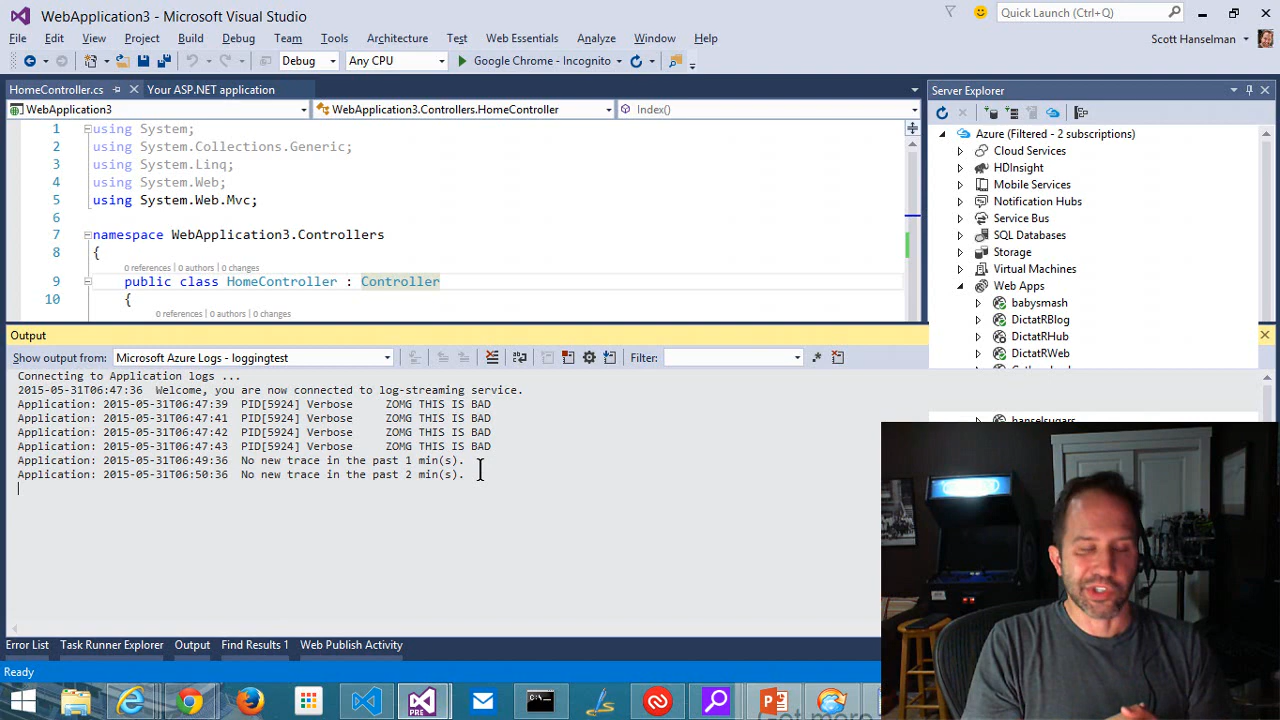 WebApplication3 - Microsoft Visual Studio
Quick Launch (Ctrl+Q)
File Edit View Project Build Debug Team Tools Architecture Test Web Essentials Analyze Window Help
Scott Hanselman
Debug Any CPU Google Chrome - Incognito
HomeController.cs Your ASP.NET application
WebApplication3 WebApplication3.Controllers.HomeController Index()
1 using System;
2 using System.Collections.Generic;
3 using System.Linq;
4 using System.Web;
5 using System.Web.Mvc;
6
7 namespace WebApplication3.Controllers
8 {
0 references | 0 authors | 0 changes
9 public class HomeController : Controller
10 {
0 references | 0 authors | 0 changes
Server Explorer
Azure (Filtered - 2 subscriptions)
Cloud Services
HDInsight
Mobile Services
Notification Hubs
Service Bus
SQL Databases
Storage
Virtual Machines
Web Apps
babysmash
DictatRBlog
DictatRHub
DictatRWeb
hanselsugars
Output
Show output from: Microsoft Azure Logs - loggingtest Filter:
Connecting to Application logs ...
2015-05-31T06:47:36 Welcome, you are now connected to log-streaming service.
Application: 2015-05-31T06:47:39 PID[5924] Verbose ZOMG THIS IS BAD
Application: 2015-05-31T06:47:41 PID[5924] Verbose ZOMG THIS IS BAD
Application: 2015-05-31T06:47:42 PID[5924] Verbose ZOMG THIS IS BAD
Application: 2015-05-31T06:47:43 PID[5924] Verbose ZOMG THIS IS BAD
Application: 2015-05-31T06:49:36 No new trace in the past 1 min(s).
Application: 2015-05-31T06:50:36 No new trace in the past 2 min(s).
Error List Task Runner Explorer Output Find Results 1 Web Publish Activity
Ready
PRE